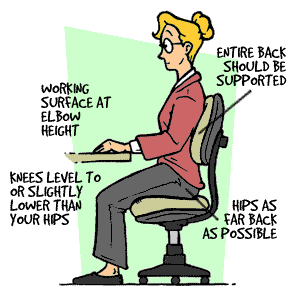 ENTIRE BACK
SHOULD BE
SUPPORTED
WORKING
SURFACE AT
ELBOW
HEIGHT
KNEES LEVEL TO
OR SLIGHTLY
LOWER THAN
YOUR HIPS
HIPS AS
FAR BACK
AS POSSIBLE